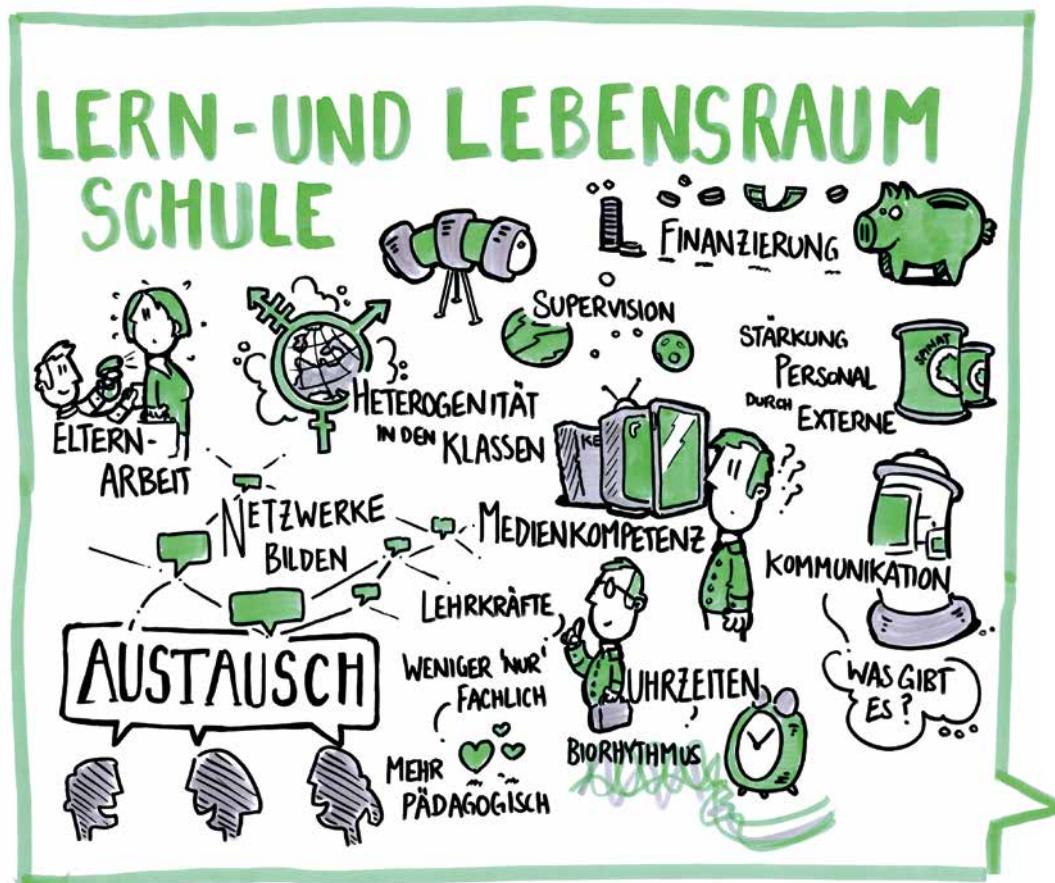 LERN-UND LEBENSRAUM
SCHULE
FINANZIERUNG
SUPERVISION
STÄRKUNG
PERSONAL
DURCH EXTERNE
SPINAT
ELTERN-
ARBEIT
HETEROGENITÄT
IN DEN KLASSEN
NETZWERKE
BILDEN
MEDIENKOMPETENZ
KOMMUNIKATION
WAS GIBT
ES?
AUSTAUSCH
LEHRKRÄFTE
WENIGER 'NUR'
FACHLICH
MEHR
PÄDAGOGISCH
UHRZEITEN
BIORHYTHMUS